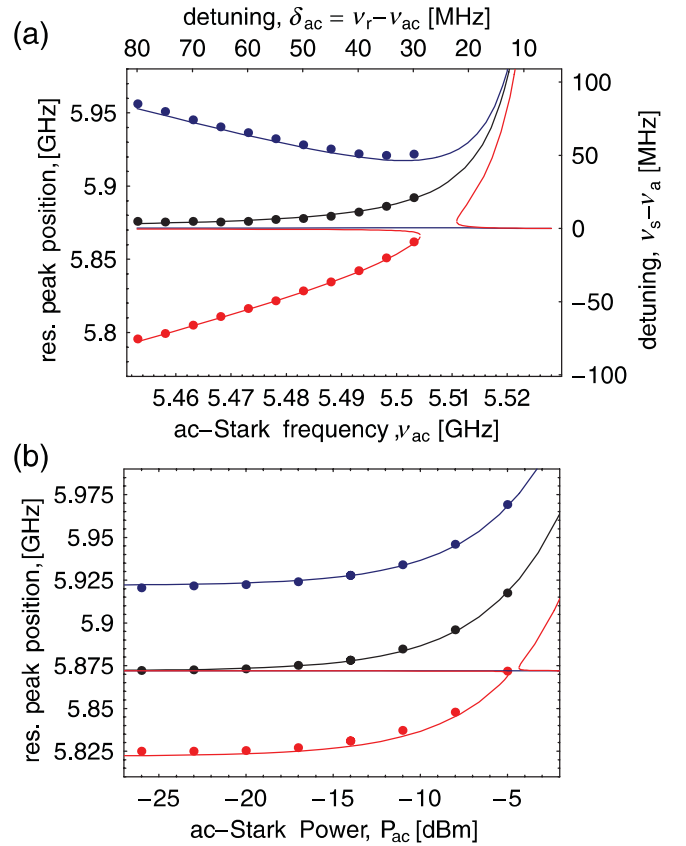 (a)
detuning, δac = νr−νac[MHz]
80 70 60 50 40 30 20 10
res. peak position, [GHz]
5.95
5.9
5.85
5.8
100
50
0
−50
−100
detuning, νs−νa [MHz]
5.46 5.47 5.48 5.49 5.5 5.51 5.52
ac−Stark frequency ,νac [GHz]
(b)
res. peak position, [GHz]
5.975
5.95
5.925
5.9
5.875
5.85
5.825
−25 −20 −15 −10 −5
ac−Stark Power, Pac [dBm]